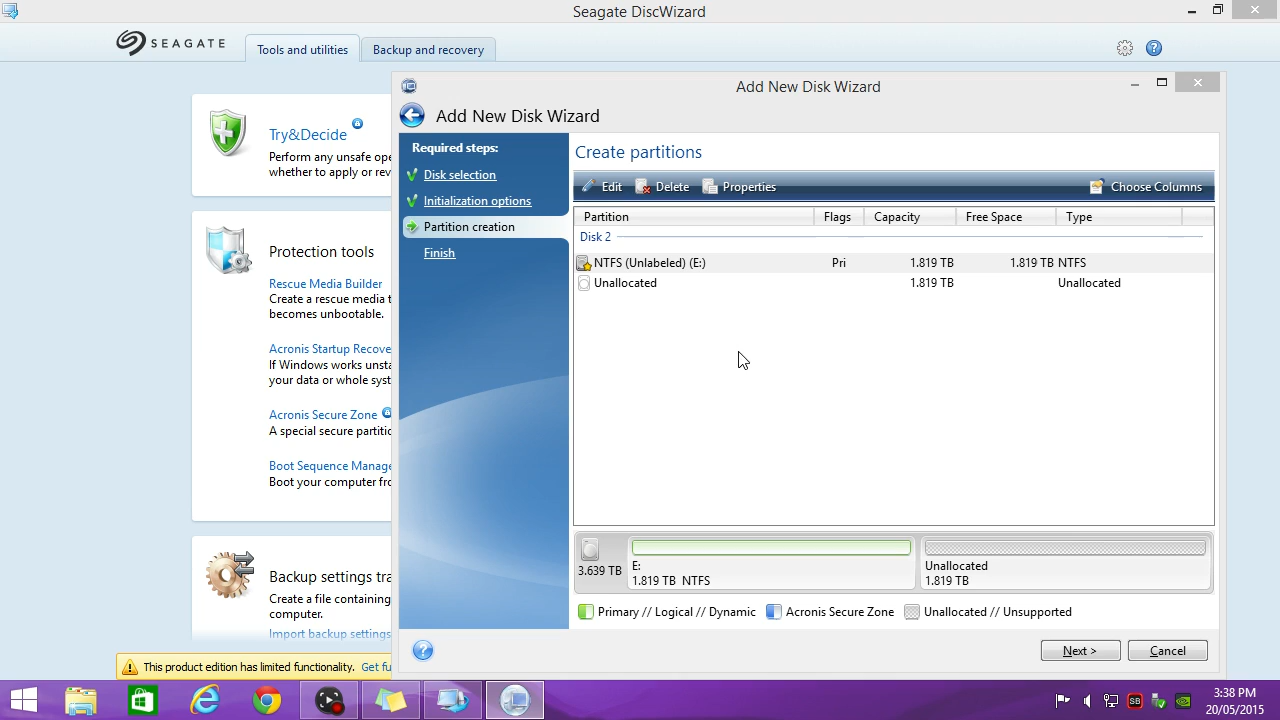 Seagate DiscWizard
SEAGATE
Tools and utilities
Backup and recovery
Try&Decide
Perform any unsafe ope
whether to apply or rev
Protection tools
Rescue Media Builder
Create a rescue media t
becomes unbootable.
Acronis Startup Recove
If Windows works unsta
your data or whole syst
Acronis Secure Zone
A special secure partitic
Boot Sequence Manage
Boot your computer fro
Backup settings tra
Create a file containing
computer.
Import backup settings
This product edition has limited functionality. Get fu
Add New Disk Wizard
Add New Disk Wizard
Required steps:
Disk selection
Initialization options
Partition creation
Finish
Create partitions
Edit Delete Properties Choose Columns
Partition Flags Capacity Free Space Type
Disk 2
NTFS (Unlabeled) (E:) Pri 1.819 TB 1.819 TB NTFS
Unallocated 1.819 TB Unallocated
3.639 TB
E:
1.819 TB NTFS
Unallocated
1.819 TB
Primary // Logical // Dynamic Acronis Secure Zone Unallocated // Unsupported
Next > Cancel
SB
3:38 PM
20/05/2015